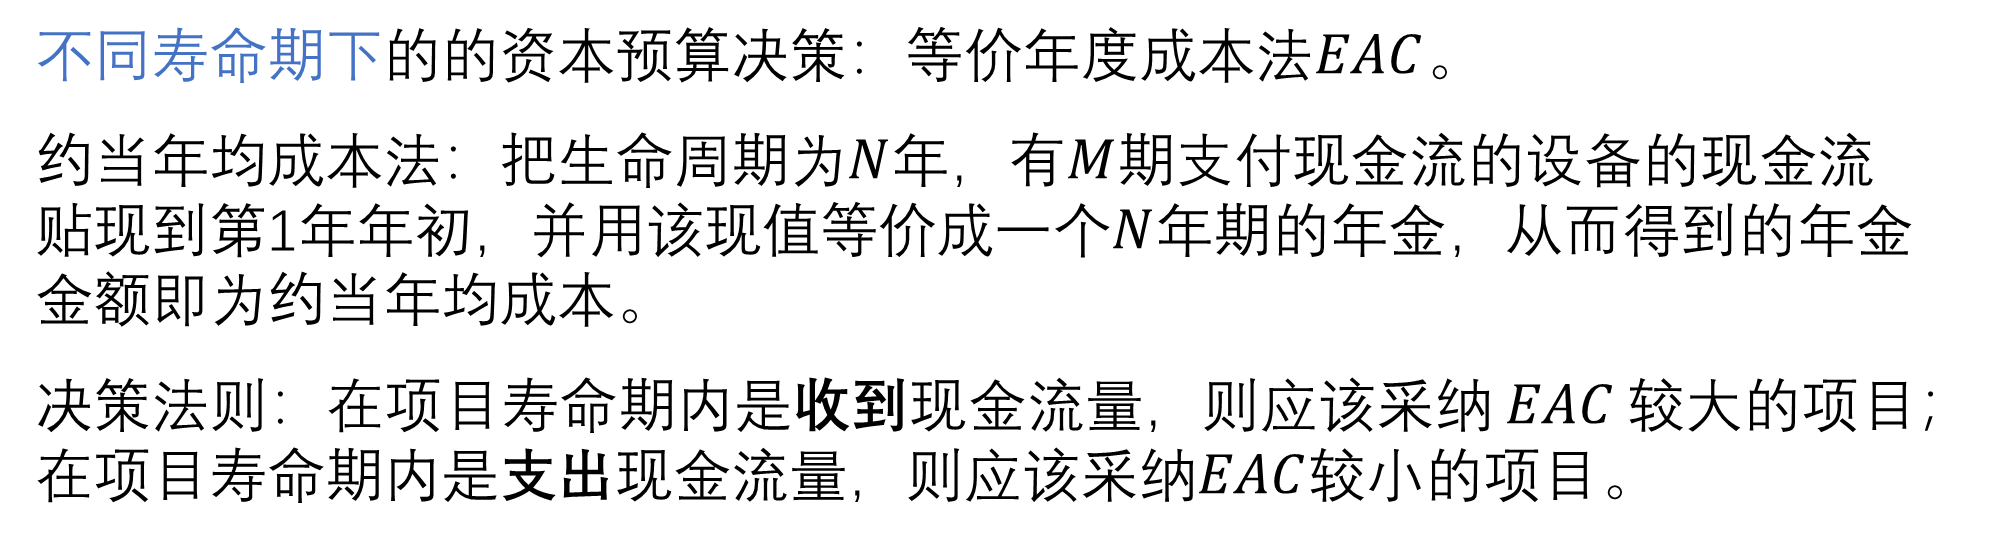 不同寿命期下的的资本预算决策：等价年度成本法EAC。
约当年均成本法：把生命周期为N年，有M期支付现金流的设备的现金流
贴现到第1年年初，并用该现值等价成一个N年期的年金，从而得到的年金
金额即为约当年均成本。
决策法则：在项目寿命期内是收到现金流量，则应该采纳 EAC 较大的项目；
在项目寿命期内是支出现金流量，则应该采纳EAC较小的项目。